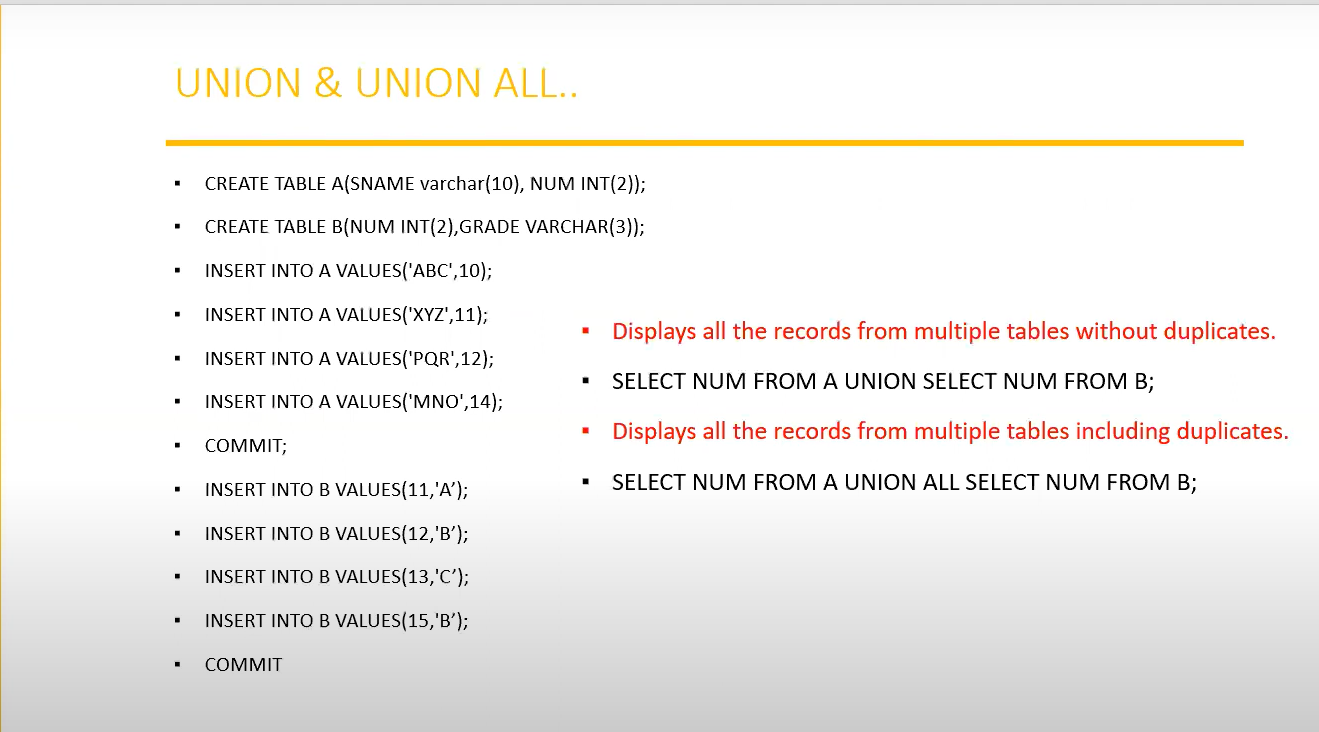 UNION & UNION ALL..
CREATE TABLE A(SNAME varchar(10), NUM INT(2));
CREATE TABLE B(NUM INT(2),GRADE VARCHAR(3));
INSERT INTO A VALUES('ABC',10);
INSERT INTO A VALUES('XYZ',11);
INSERT INTO A VALUES('PQR',12);
INSERT INTO A VALUES('MNO',14);
COMMIT;
INSERT INTO B VALUES(11,'A’);
INSERT INTO B VALUES(12,'B’);
INSERT INTO B VALUES(13,'C’);
INSERT INTO B VALUES(15,'B’);
COMMIT
Displays all the records from multiple tables without duplicates.
SELECT NUM FROM A UNION SELECT NUM FROM B;
Displays all the records from multiple tables including duplicates.
SELECT NUM FROM A UNION ALL SELECT NUM FROM B;